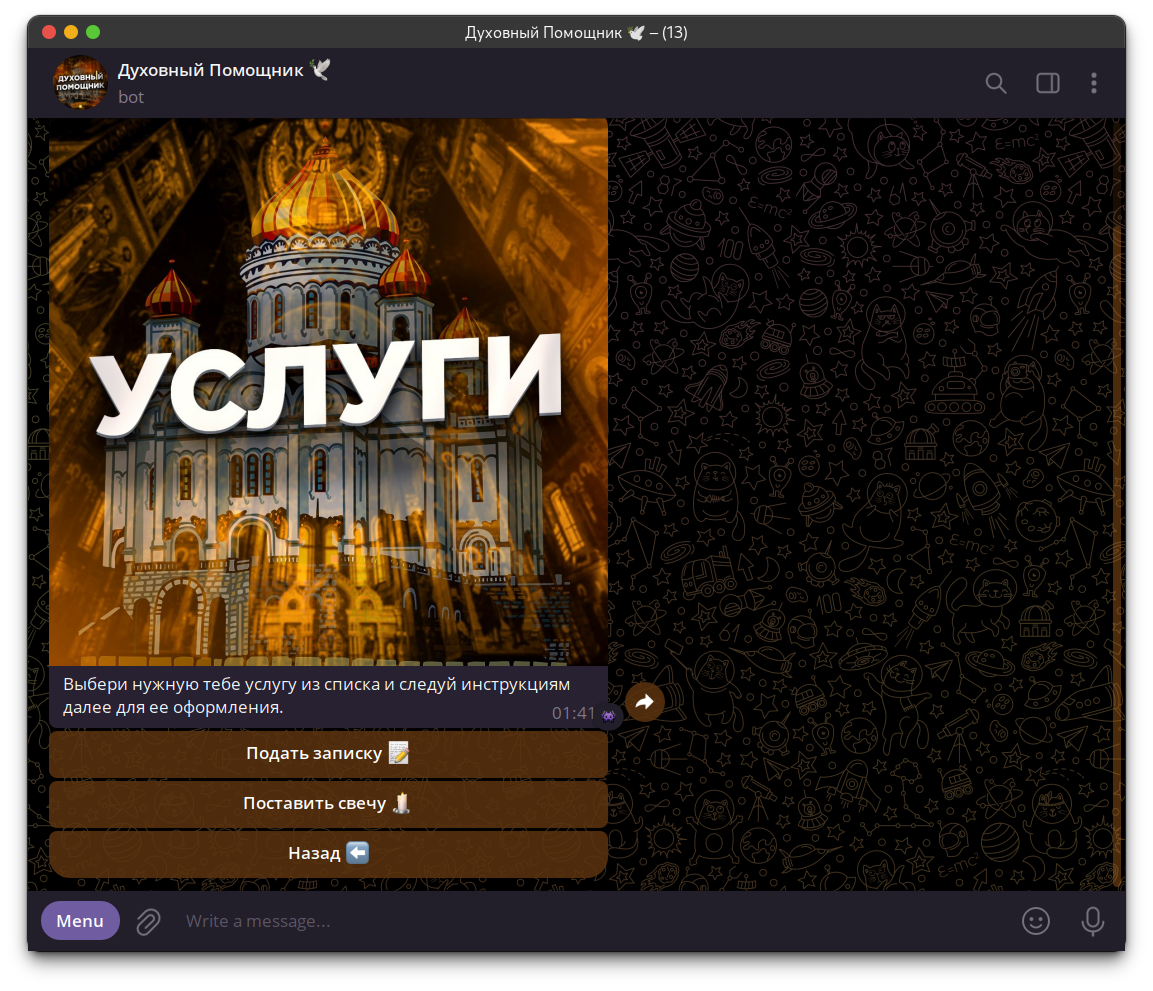 Духовный Помощник 🕊 – (13)
ДУХОВНЫЙ
ПОМОЩНИК
Духовный Помощник 🕊
bot
УСЛУГИ
Выбери нужную тебе услугу из списка и следуй инструкциям
далее для ее оформления.
01:41
Подать записку 📝
Поставить свечу 🕯
Назад ⬅️
Menu
Write a message...